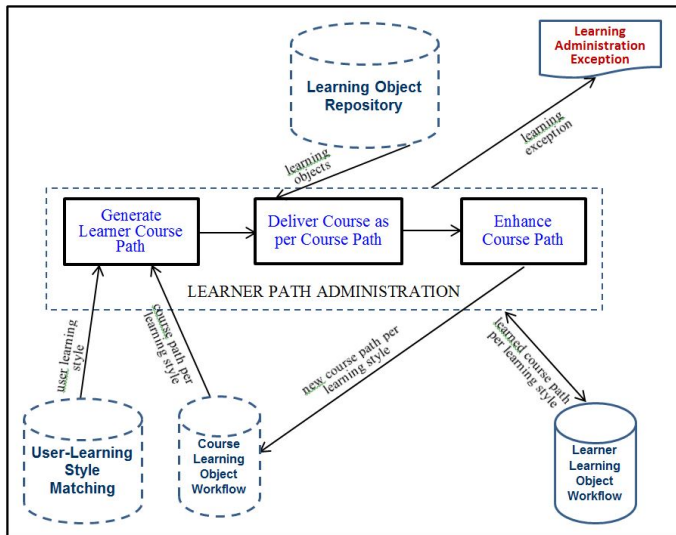 Learning
Administration
Exception
Learning Object
Repository
learning
objects
learning
exception
Generate
Learner Course
Path
Deliver Course as
per Course Path
Enhance
Course Path
LEARNER PATH ADMINISTRATION
user learning
style
course path per
learning style
new course path per
learning style
learned course path
per learning style
User-Learning
Style
Matching
Course
Learning
Object
Workflow
Learner
Learning
Object
Workflow